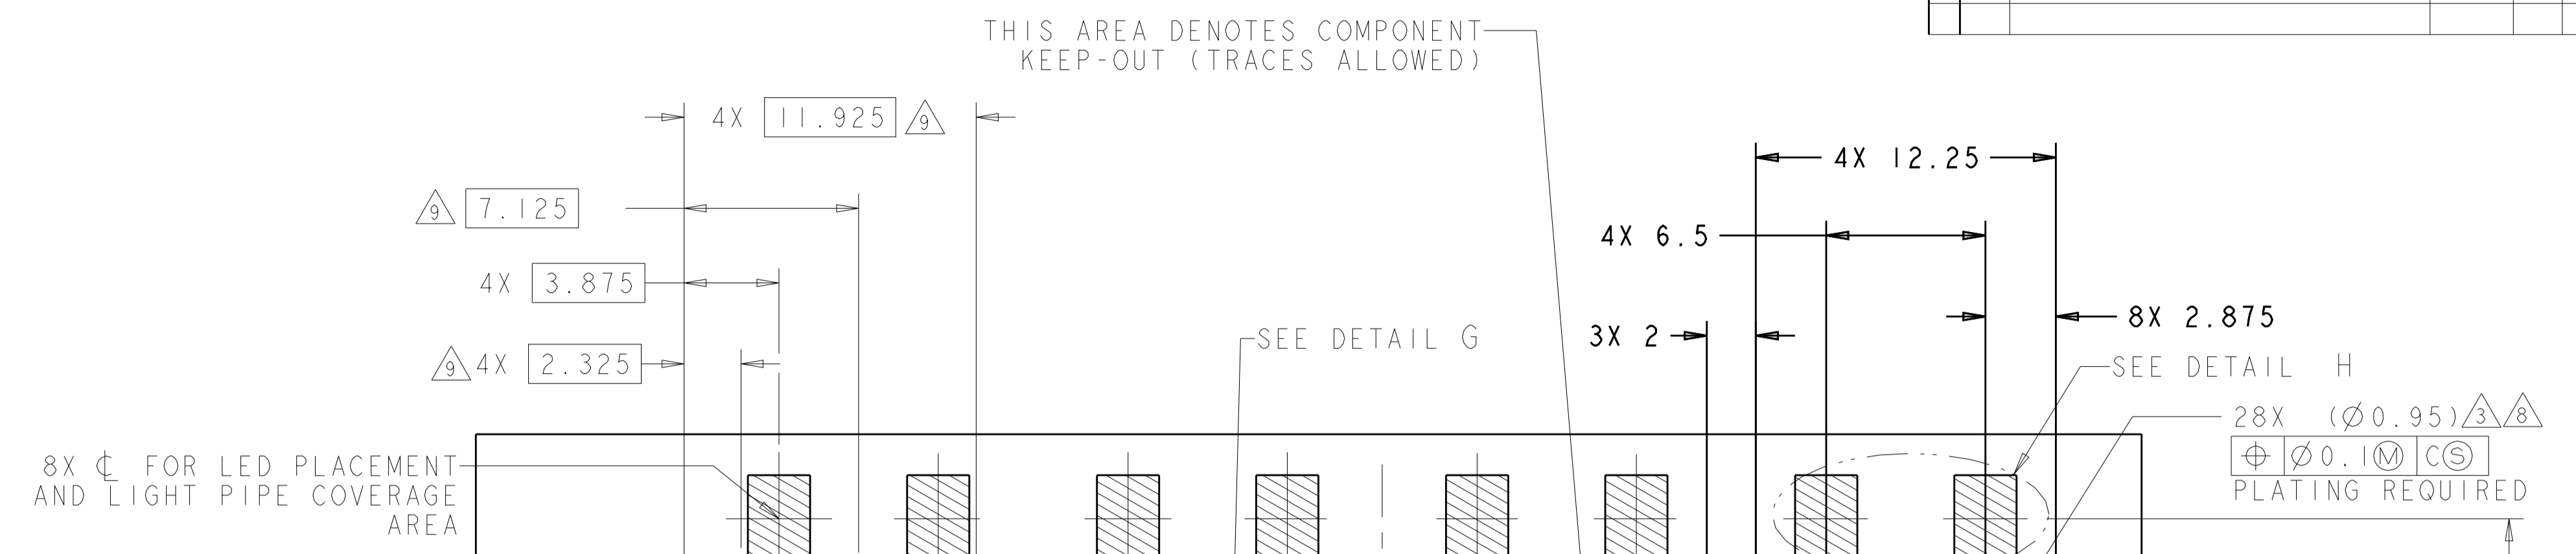 THIS AREA DENOTES COMPONENT
KEEP-OUT (TRACES ALLOWED)
4X 11.925 9
4X 12.25
9 7.125
4X 6.5
4X 3.875
8X 2.875
3X 2
SEE DETAIL G
9 4X 2.325
SEE DETAIL H
28X (Ø0.95) 3 8
⌖ Ø0.1Ⓜ CⓈ
PLATING REQUIRED
8X ℄ FOR LED PLACEMENT
AND LIGHT PIPE COVERAGE
AREA